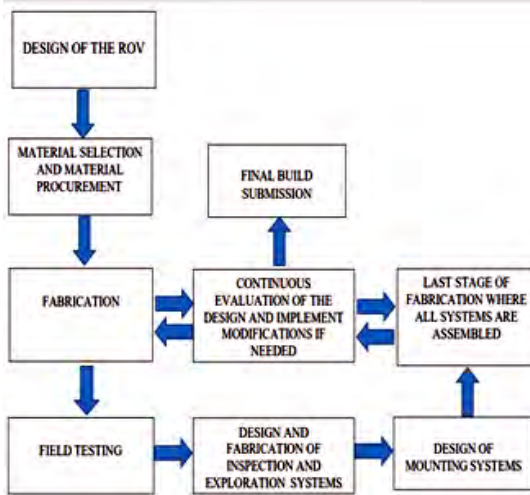 DESIGN OF THE ROV
MATERIAL SELECTION
AND MATERIAL
PROCUREMENT
FINAL BUILD
SUBMISSION
FABRICATION
CONTINUOUS
EVALUATION OF THE
DESIGN AND IMPLEMENT
MODIFICATIONS IF
NEEDED
LAST STAGE OF
FABRICATION WHERE
ALL SYSTEMS ARE
ASSEMBLED
FIELD TESTING
DESIGN AND
FABRICATION OF
INSPECTION AND
EXPLORATION SYSTEMS
DESIGN OF
MOUNTING SYSTEMS